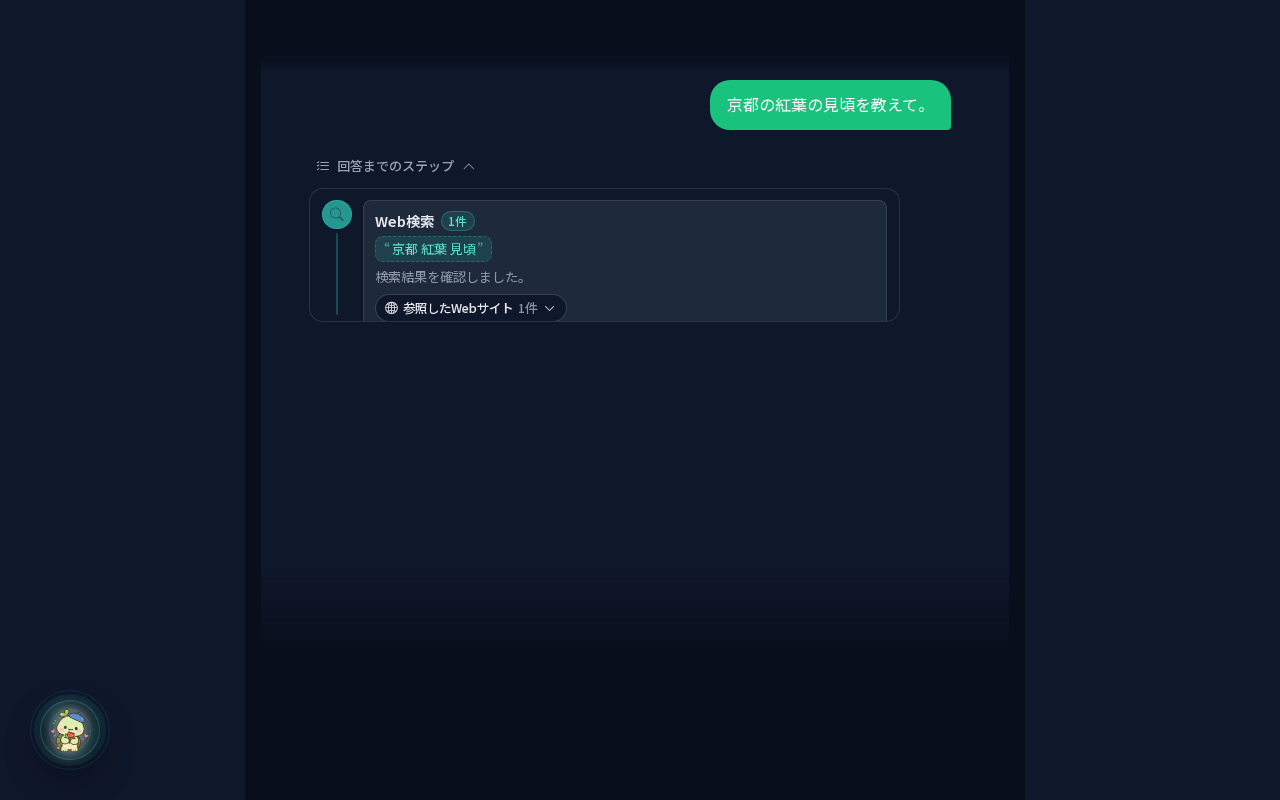 京都の紅葉の見頃を教えて。
回答までのステップ
Web検索 1件
“京都 紅葉 見頃”
検索結果を確認しました。
参照したWebサイト 1件